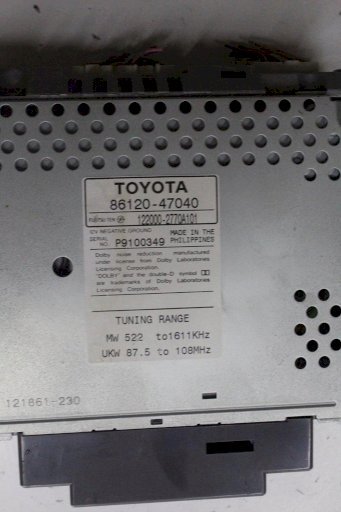 TOYOTA
86120-47040
FUJITSU TEN 122000-2770A101
12V NEGATIVE GROUND MADE IN THE
SERIAL NO. P9100349 PHILIPPINES
Dolby noise reduction manufactured
under license from Dolby Laboratories
Licensing Corporation.
"DOLBY" and the double-D symbol
are trademarks of Dolby Laboratories
Licensing Corporation.
TUNING RANGE
MW 522 to1611KHz
UKW 87.5 to 108MHz
121861-230